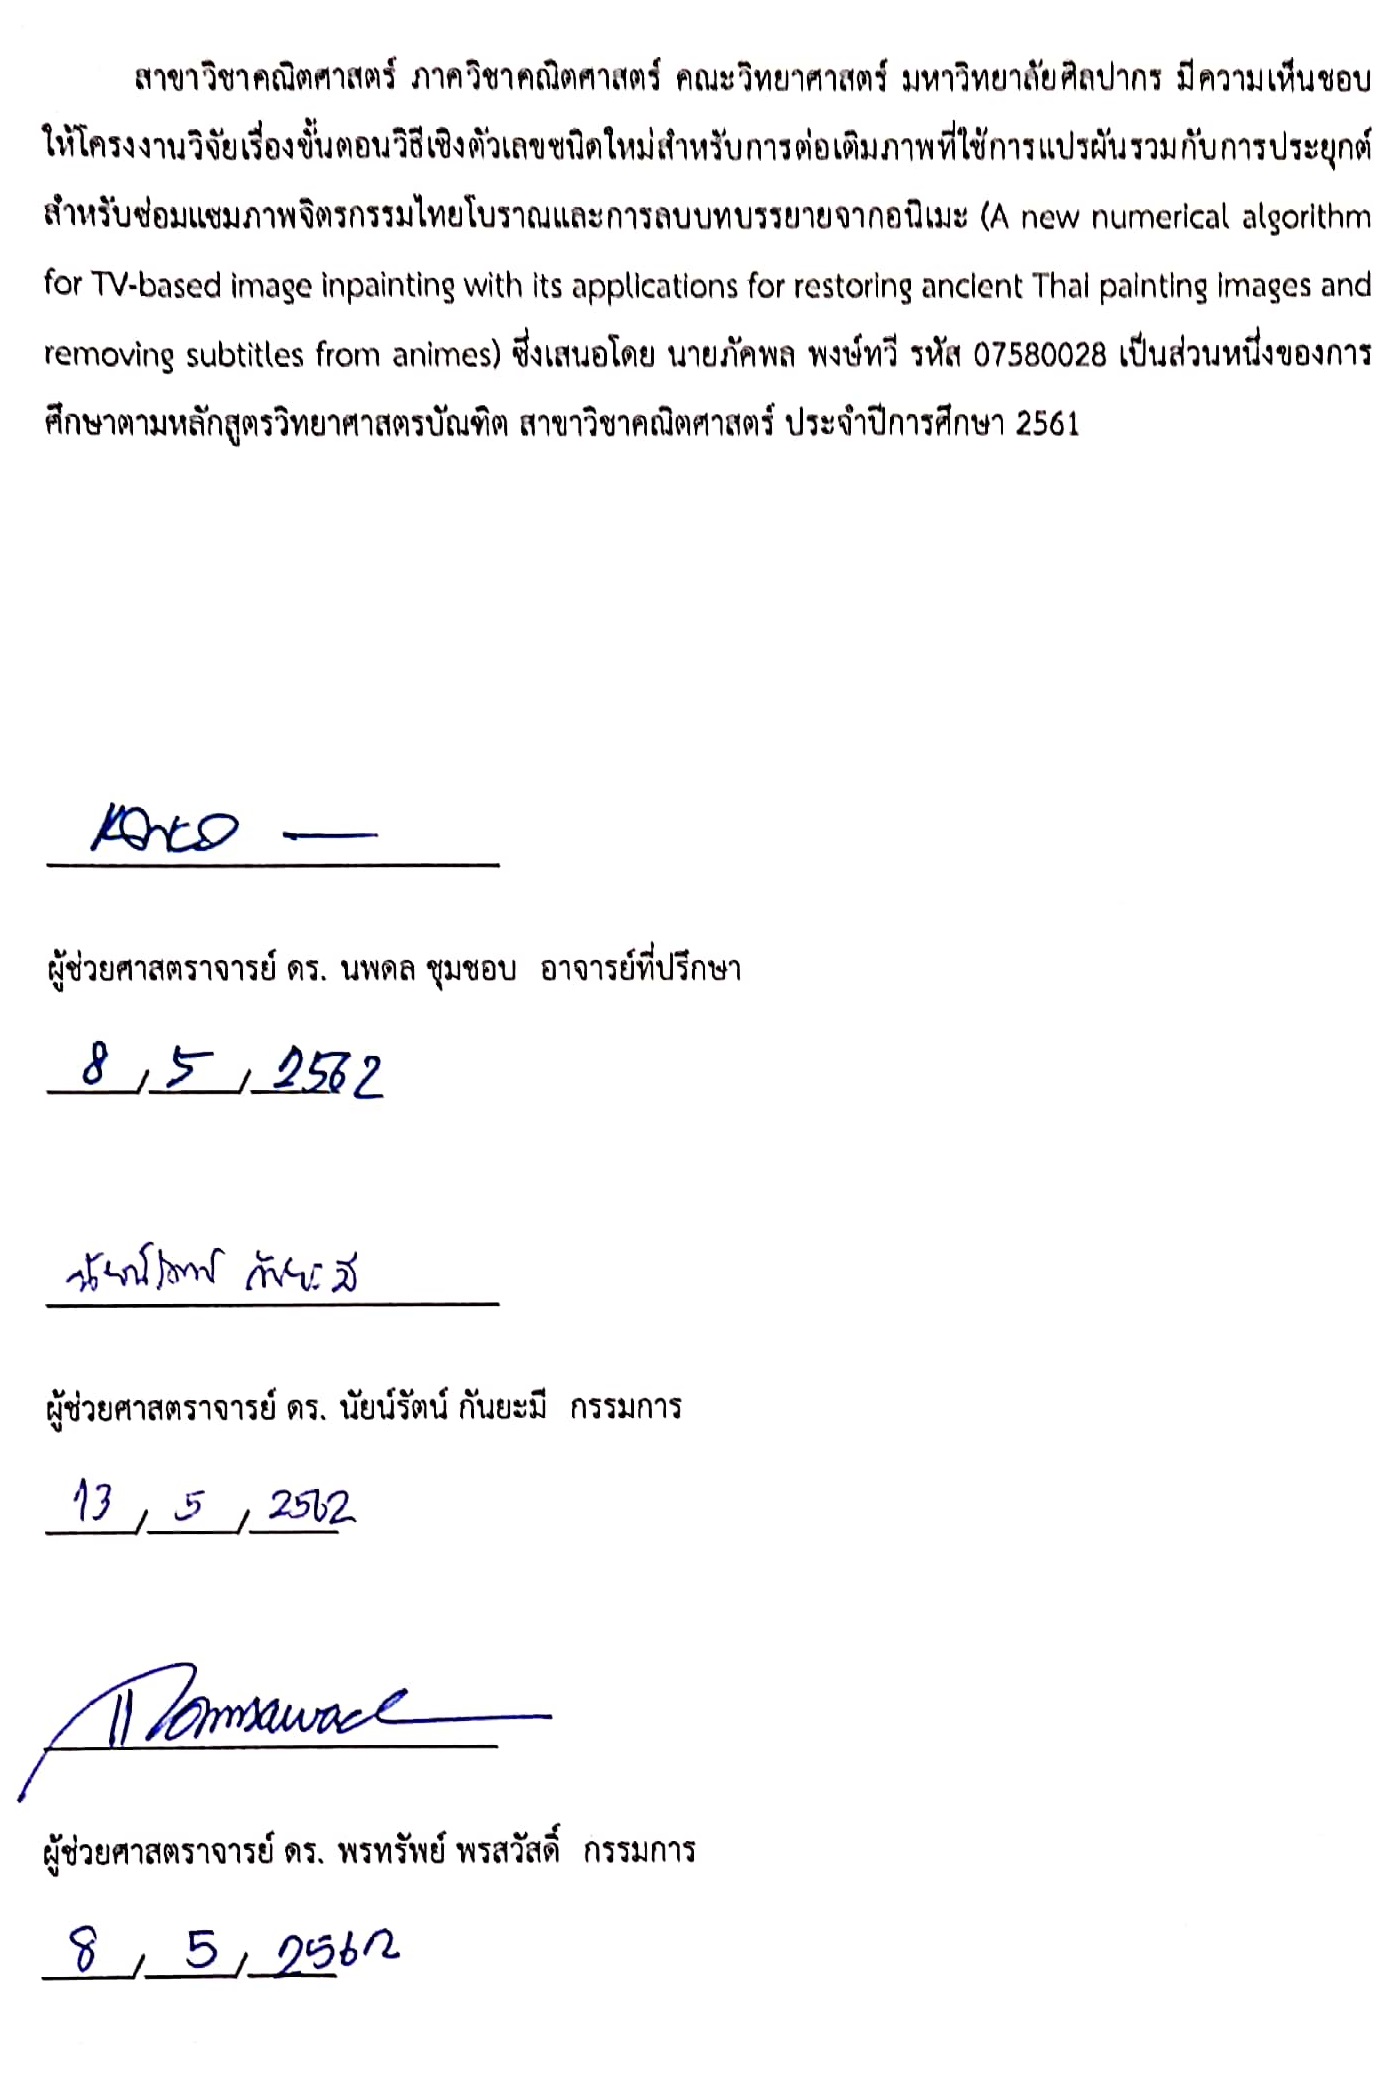 สาขาวิชาคณิตศาสตร์ ภาควิชาคณิตศาสตร์ คณะวิทยาศาสตร์ มหาวิทยาลัยศิลปากร มีความเห็นชอบ
ให้โครงงานวิจัยเรื่องขั้นตอนวิธีเชิงตัวเลขชนิดใหม่สำหรับการต่อเติมภาพที่ใช้การแปรผันรวมกับการประยุกต์
สำหรับซ่อมแซมภาพจิตรกรรมไทยโบราณและการลบบทบรรยายจากอนิเมะ (A new numerical algorithm
for TV-based image inpainting with its applications for restoring ancient Thai painting images and
removing subtitles from animes) ซึ่งเสนอโดย นายภัคพล พงษ์ทวี รหัส 07580028 เป็นส่วนหนึ่งของการ
ศึกษาตามหลักสูตรวิทยาศาสตรบัณฑิต สาขาวิชาคณิตศาสตร์ ประจำปีการศึกษา 2561
ผู้ช่วยศาสตราจารย์ ดร. นพดล ชุมชอบ อาจารย์ที่ปรึกษา
8 / 5 / 2562
นัยน์รัตน์ กันยะมี
ผู้ช่วยศาสตราจารย์ ดร. นัยน์รัตน์ กันยะมี กรรมการ
13 / 5 / 2562
ผู้ช่วยศาสตราจารย์ ดร. พรทรัพย์ พรสวัสดิ์ กรรมการ
8 / 5 / 2562